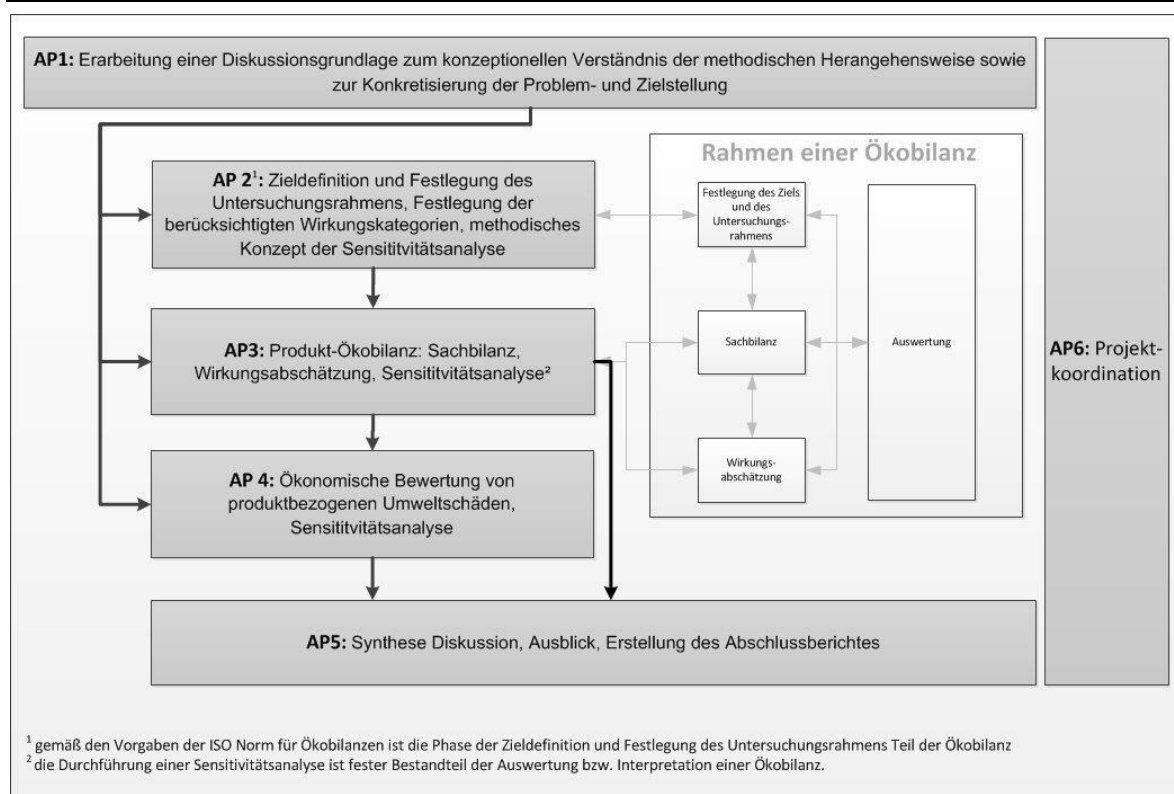 AP1: Erarbeitung einer Diskussionsgrundlage zum konzeptionellen Verständnis der methodischen Herangehensweise sowie
zur Konkretisierung der Problem- und Zielstellung
AP 2¹: Zieldefinition und Festlegung des
Untersuchungsrahmens, Festlegung der
berücksichtigten Wirkungskategorien, methodisches
Konzept der Sensititvitätsanalyse
AP3: Produkt-Ökobilanz: Sachbilanz,
Wirkungsabschätzung, Sensititvitätsanalyse²
AP 4: Ökonomische Bewertung von
produktbezogenen Umweltschäden,
Sensititvitätsanalyse
Rahmen einer Ökobilanz
Festlegung des Ziels
und des
Untersuchungs-
rahmens
Sachbilanz
Wirkungs-
abschätzung
Auswertung
AP5: Synthese Diskussion, Ausblick, Erstellung des Abschlussberichtes
AP6: Projekt-
koordination
¹ gemäß den Vorgaben der ISO Norm für Ökobilanzen ist die Phase der Zieldefinition und Festlegung des Untersuchungsrahmens Teil der Ökobilanz
² die Durchführung einer Sensitivitätsanalyse ist fester Bestandteil der Auswertung bzw. Interpretation einer Ökobilanz.